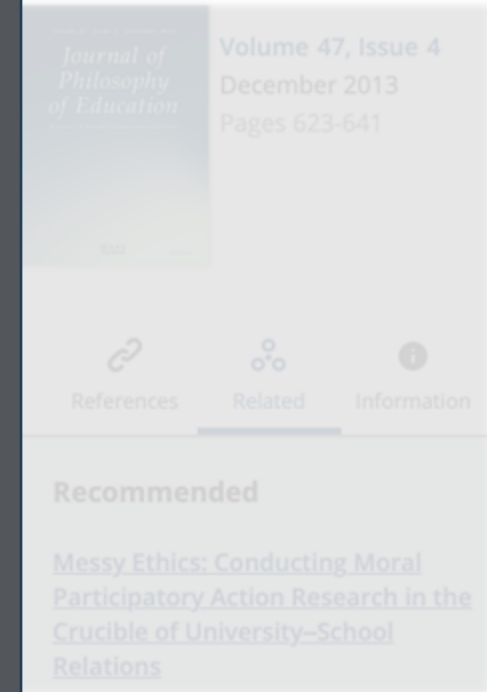 Journal of
Philosophy
of Education
Volume 47, Issue 4
December 2013
Pages 623-641
References
Related
Information
Recommended
Messy Ethics: Conducting Moral
Participatory Action Research in the
Crucible of University–School
Relations